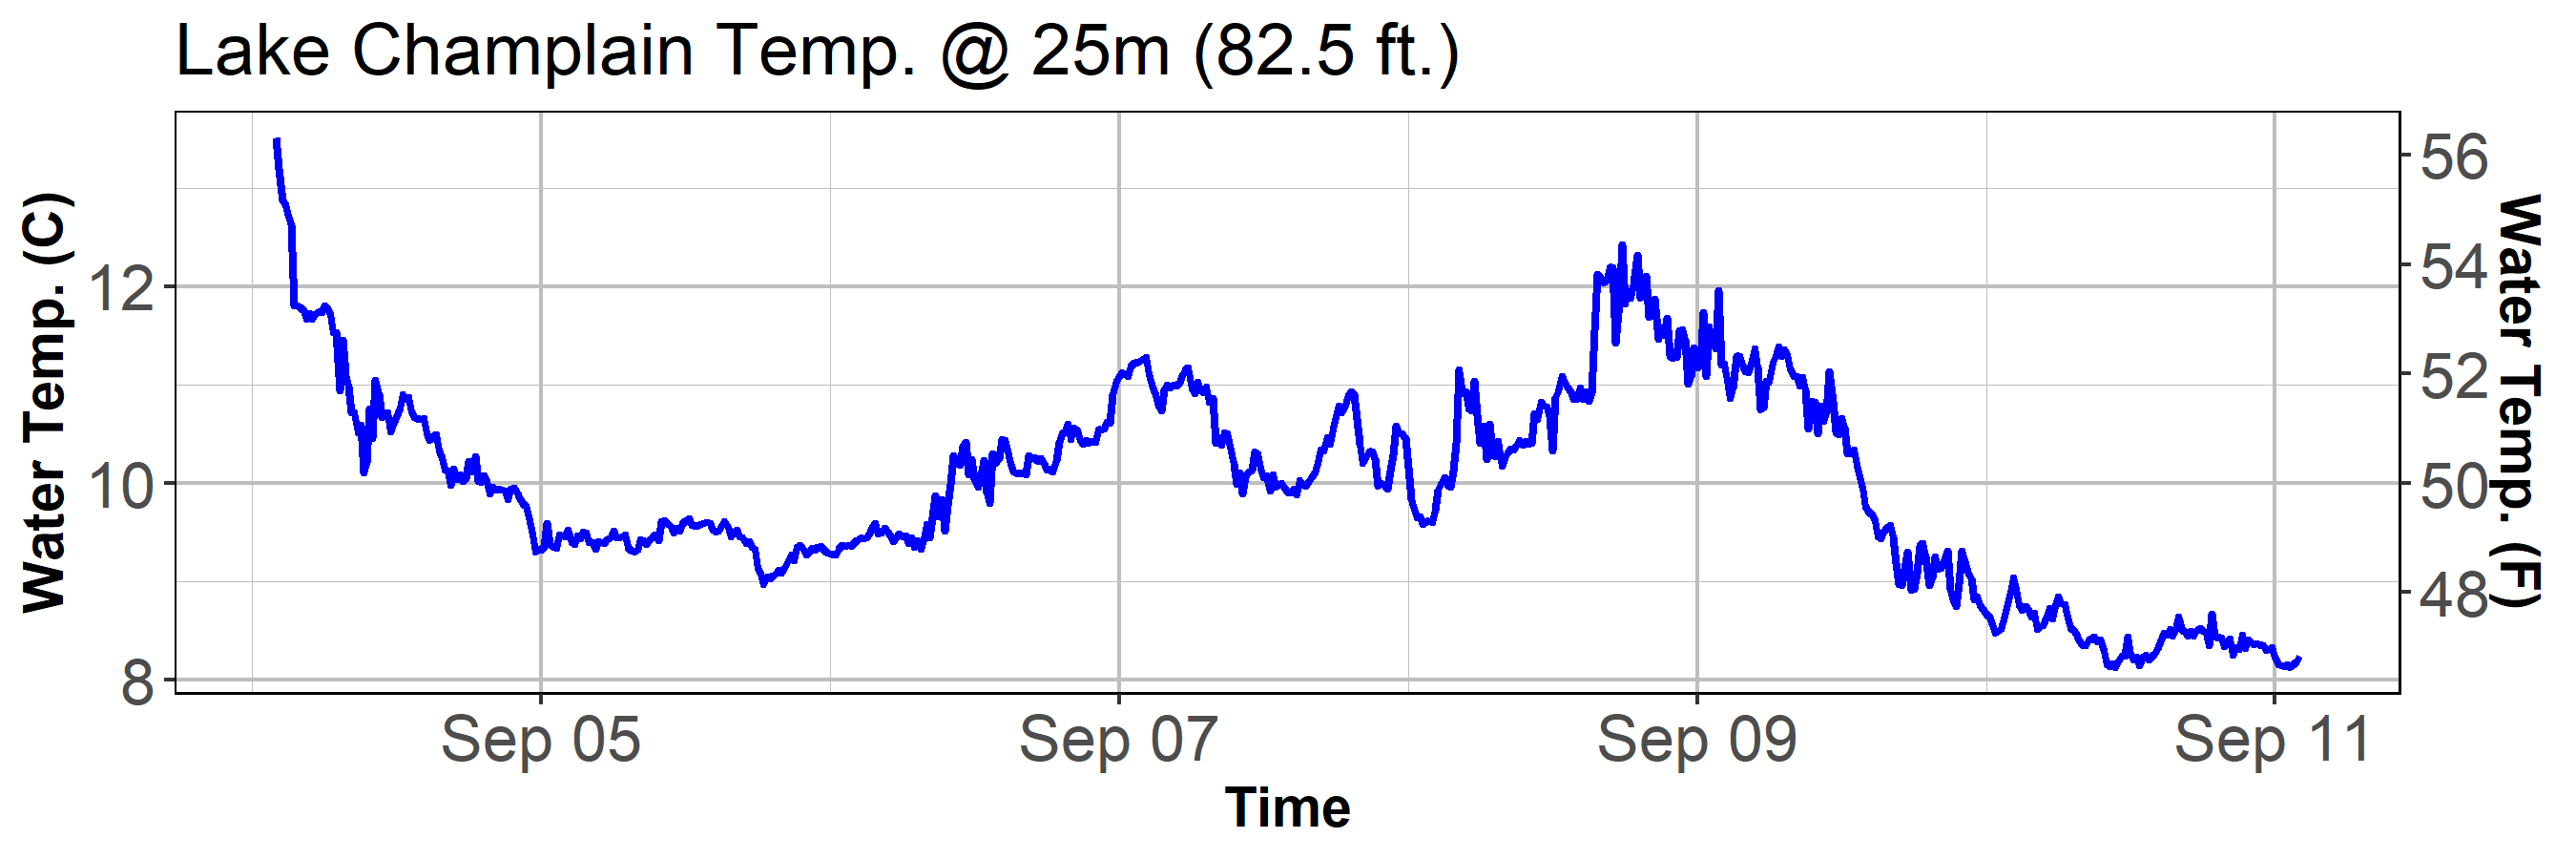 Lake Champlain Temp. @ 25m (82.5 ft.)
Water Temp. (C)
12
10
8
56
54
52
50
48
Water Temp. (F)
Sep 05
Sep 07
Sep 09
Sep 11
Time